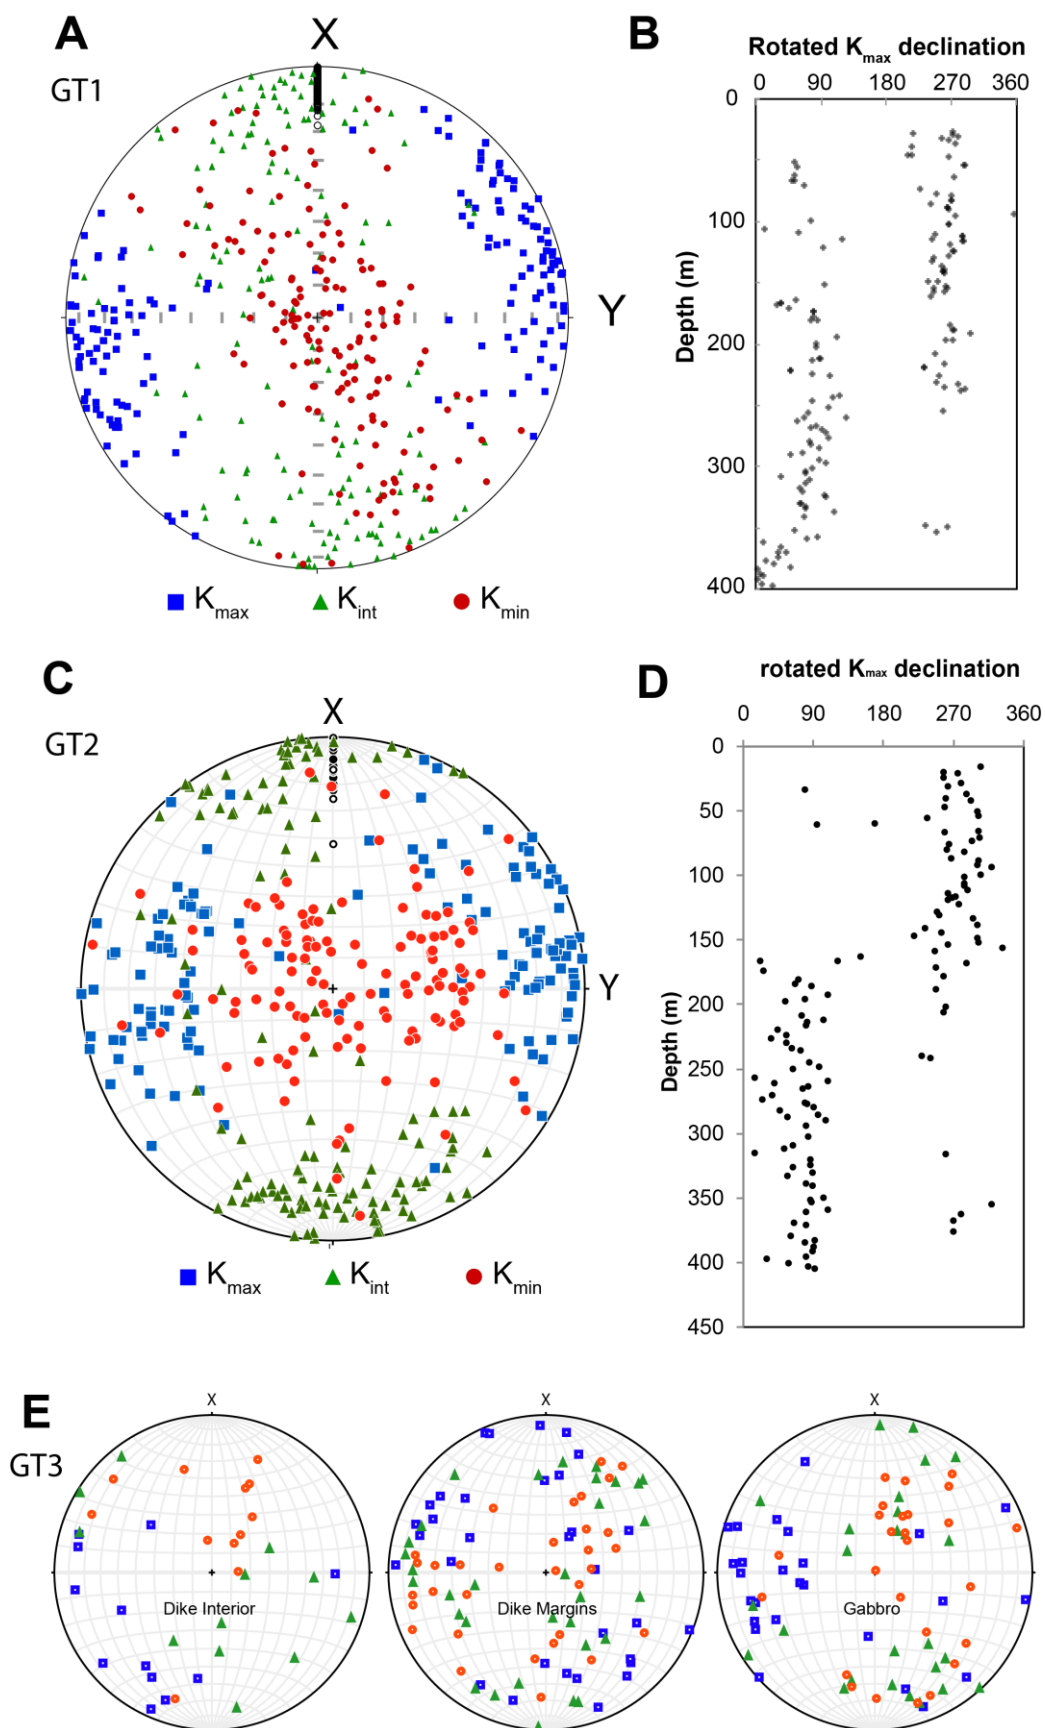 A
X
GT1
Y
Kmax Kint Kmin
B
Rotated Kmax declination
0 90 180 270 360
0
100
200
300
400
Depth (m)
C
X
GT2
Y
Kmax Kint Kmin
D
rotated Kmax declination
0 90 180 270 360
0
50
100
150
200
250
300
350
400
450
Depth (m)
E
GT3
X X X
Dike Interior Dike Margins Gabbro